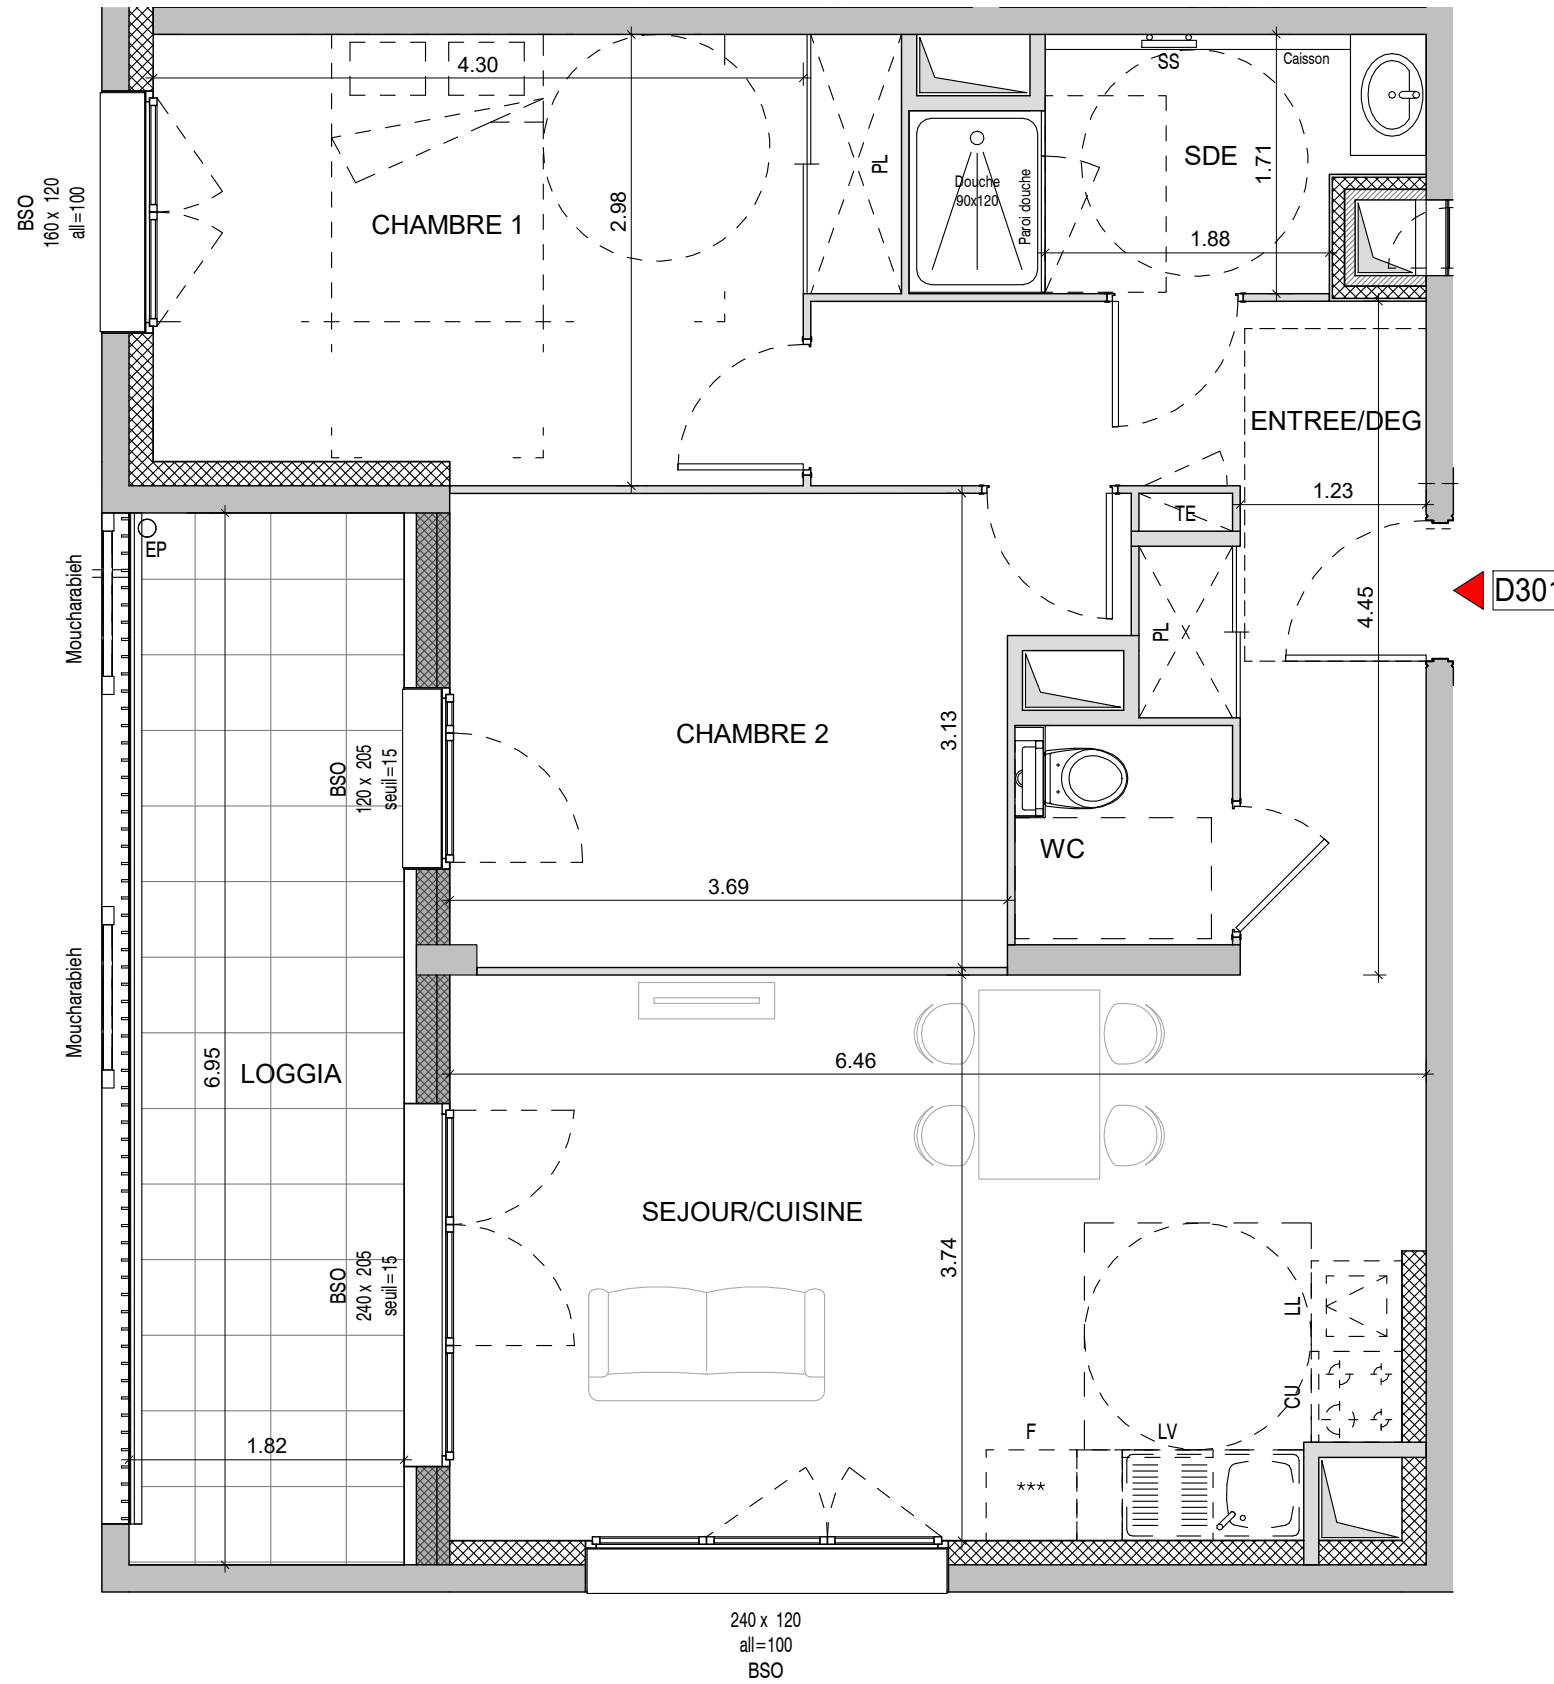 4.30
SS
Caisson
SDE
1.71
PL
Douche
90x120
Paroi douche
BSO
160 x 120
all=100
CHAMBRE 1
2.98
1.88
ENTREE/DEG
1.23
TE
EP
Moucharabieh
D301
4.45
PL
CHAMBRE 2
3.13
BSO
120 x 205
seuil=15
WC
3.69
Moucharabieh
6.95
LOGGIA
6.46
SEJOUR/CUISINE
3.74
BSO
240 x 205
seuil=15
LL
CU
1.82
F
LV
***
240 x 120
all=100
BSO